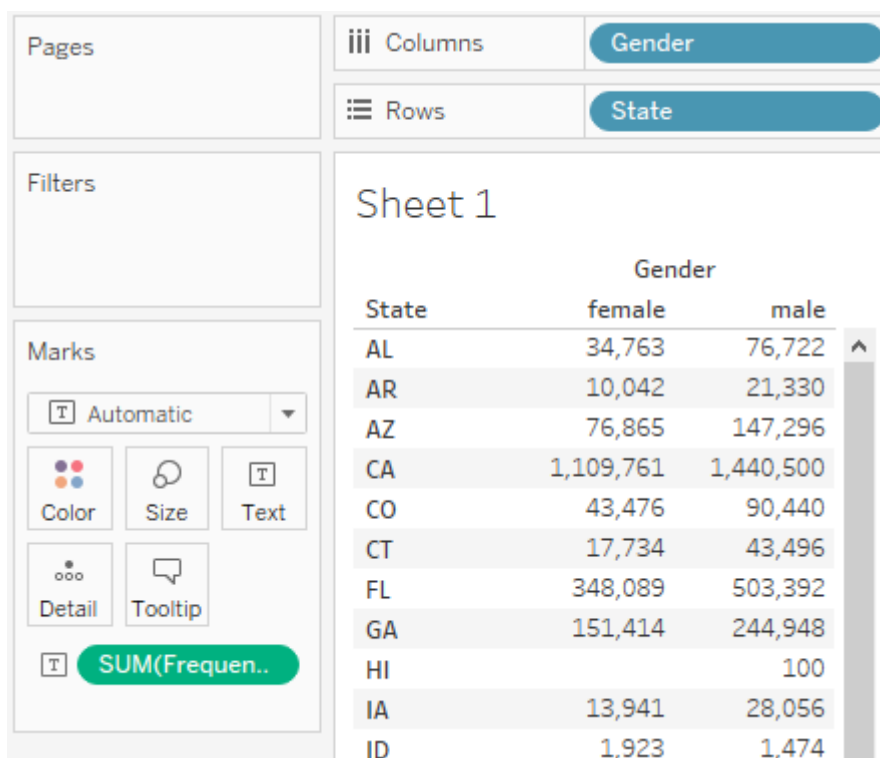 Pages
Columns Gender
Rows State
Filters
Sheet 1
Gender
State female male
AL 34,763 76,722
AR 10,042 21,330
AZ 76,865 147,296
CA 1,109,761 1,440,500
CO 43,476 90,440
CT 17,734 43,496
FL 348,089 503,392
GA 151,414 244,948
HI 100
IA 13,941 28,056
ID 1,923 1,474
Marks
T Automatic
Color Size T Text
Detail Tooltip
T SUM(Frequen..